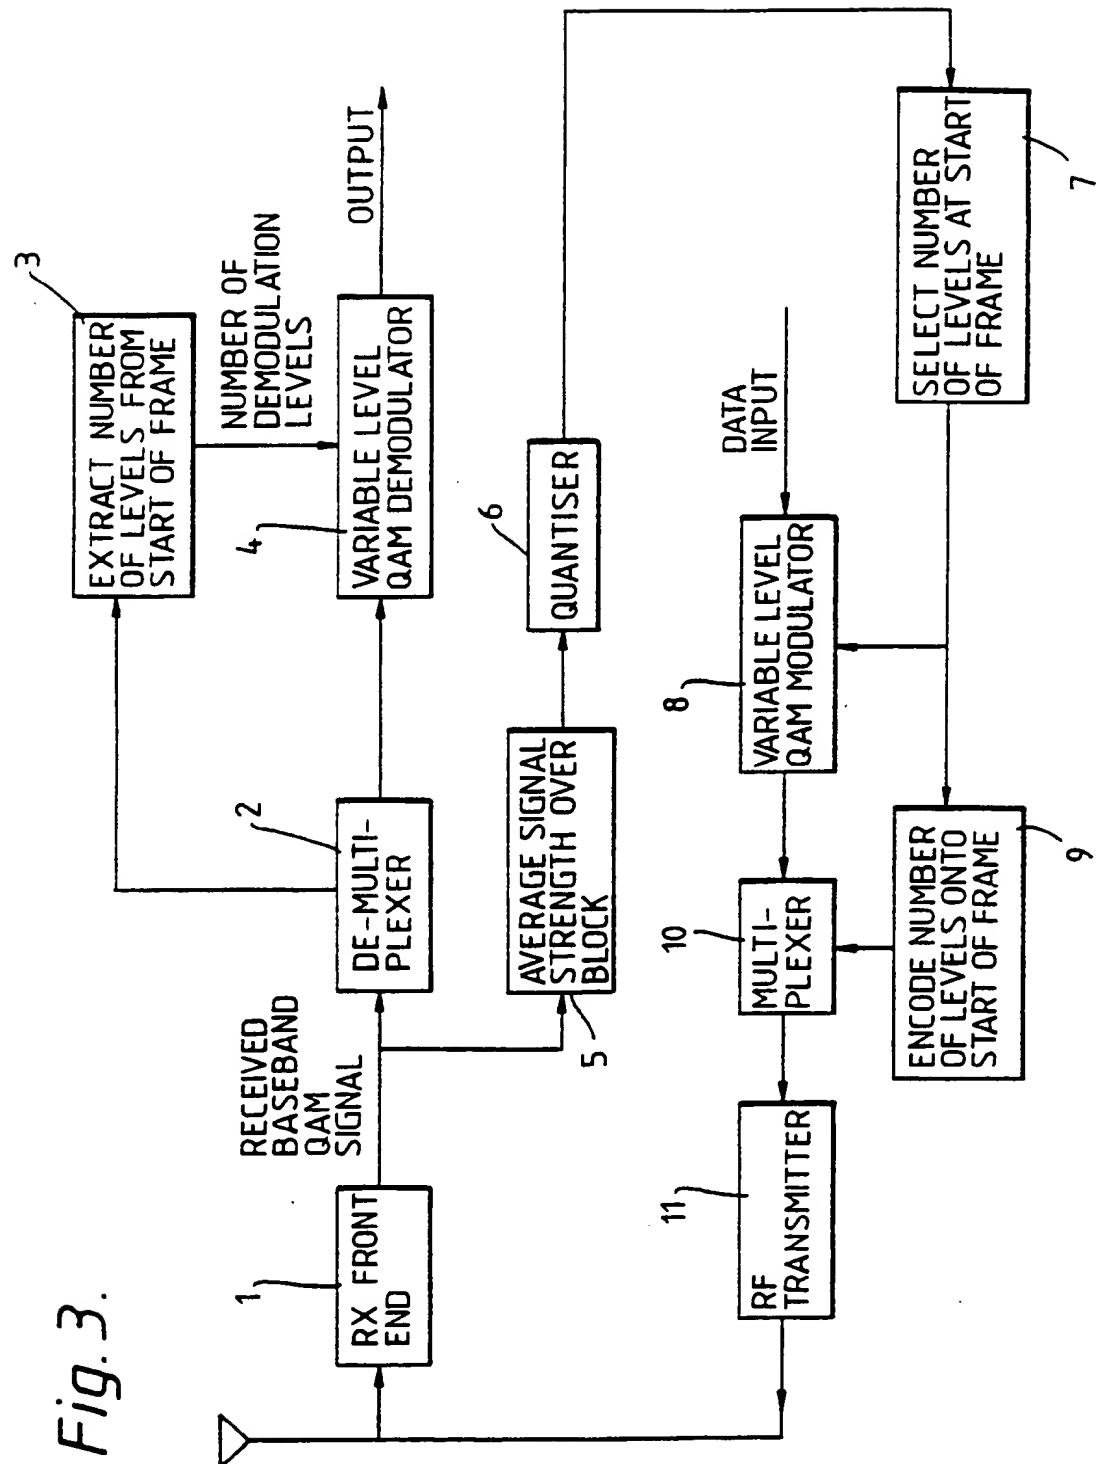 Fig. 3.
1
RX FRONT
END
RECEIVED
BASEBAND
QAM
SIGNAL
2
DE-MULTI-
PLEXER
3
EXTRACT NUMBER
OF LEVELS FROM
START OF FRAME
NUMBER OF
DEMODULATION
LEVELS
4
VARIABLE LEVEL
QAM DEMODULATOR
OUTPUT
5
AVERAGE SIGNAL
STRENGTH OVER
BLOCK
6
QUANTISER
7
SELECT NUMBER
OF LEVELS AT START
OF FRAME
DATA
INPUT
8
VARIABLE LEVEL
QAM MODULATOR
9
ENCODE NUMBER
OF LEVELS ONTO
START OF FRAME
10
MULTI-
PLEXER
11
RF
TRANSMITTER